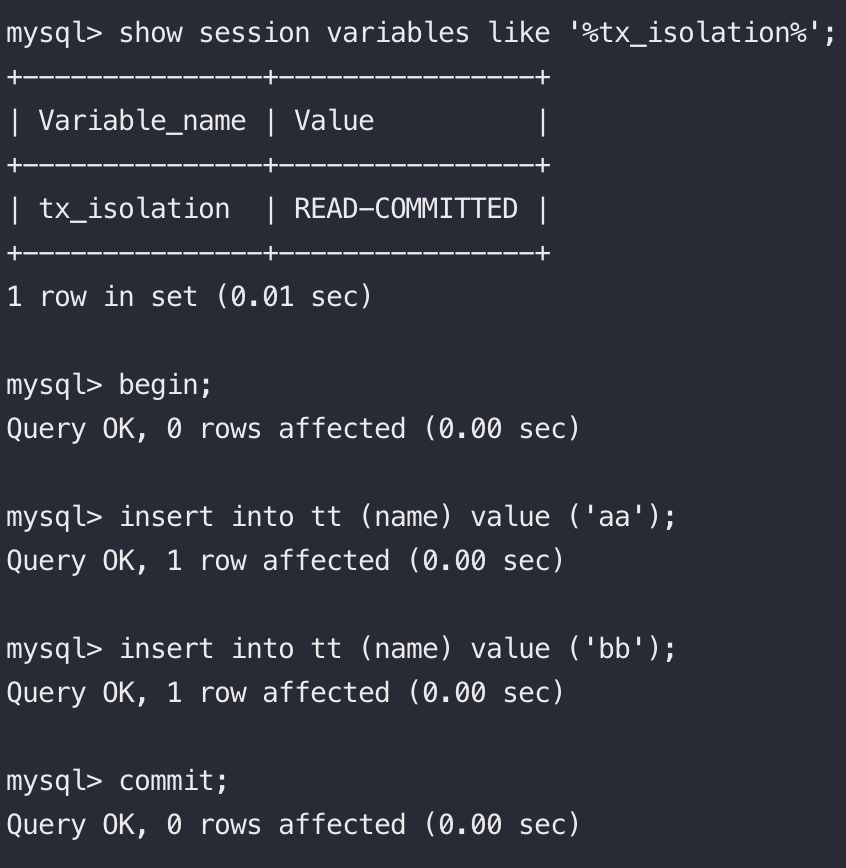 mysql> show session variables like '%tx_isolation%';
+---------------+----------------+
| Variable_name | Value          |
+---------------+----------------+
| tx_isolation  | READ-COMMITTED |
+---------------+----------------+
1 row in set (0.01 sec)

mysql> begin;
Query OK, 0 rows affected (0.00 sec)

mysql> insert into tt (name) value ('aa');
Query OK, 1 row affected (0.00 sec)

mysql> insert into tt (name) value ('bb');
Query OK, 1 row affected (0.00 sec)

mysql> commit;
Query OK, 0 rows affected (0.00 sec)